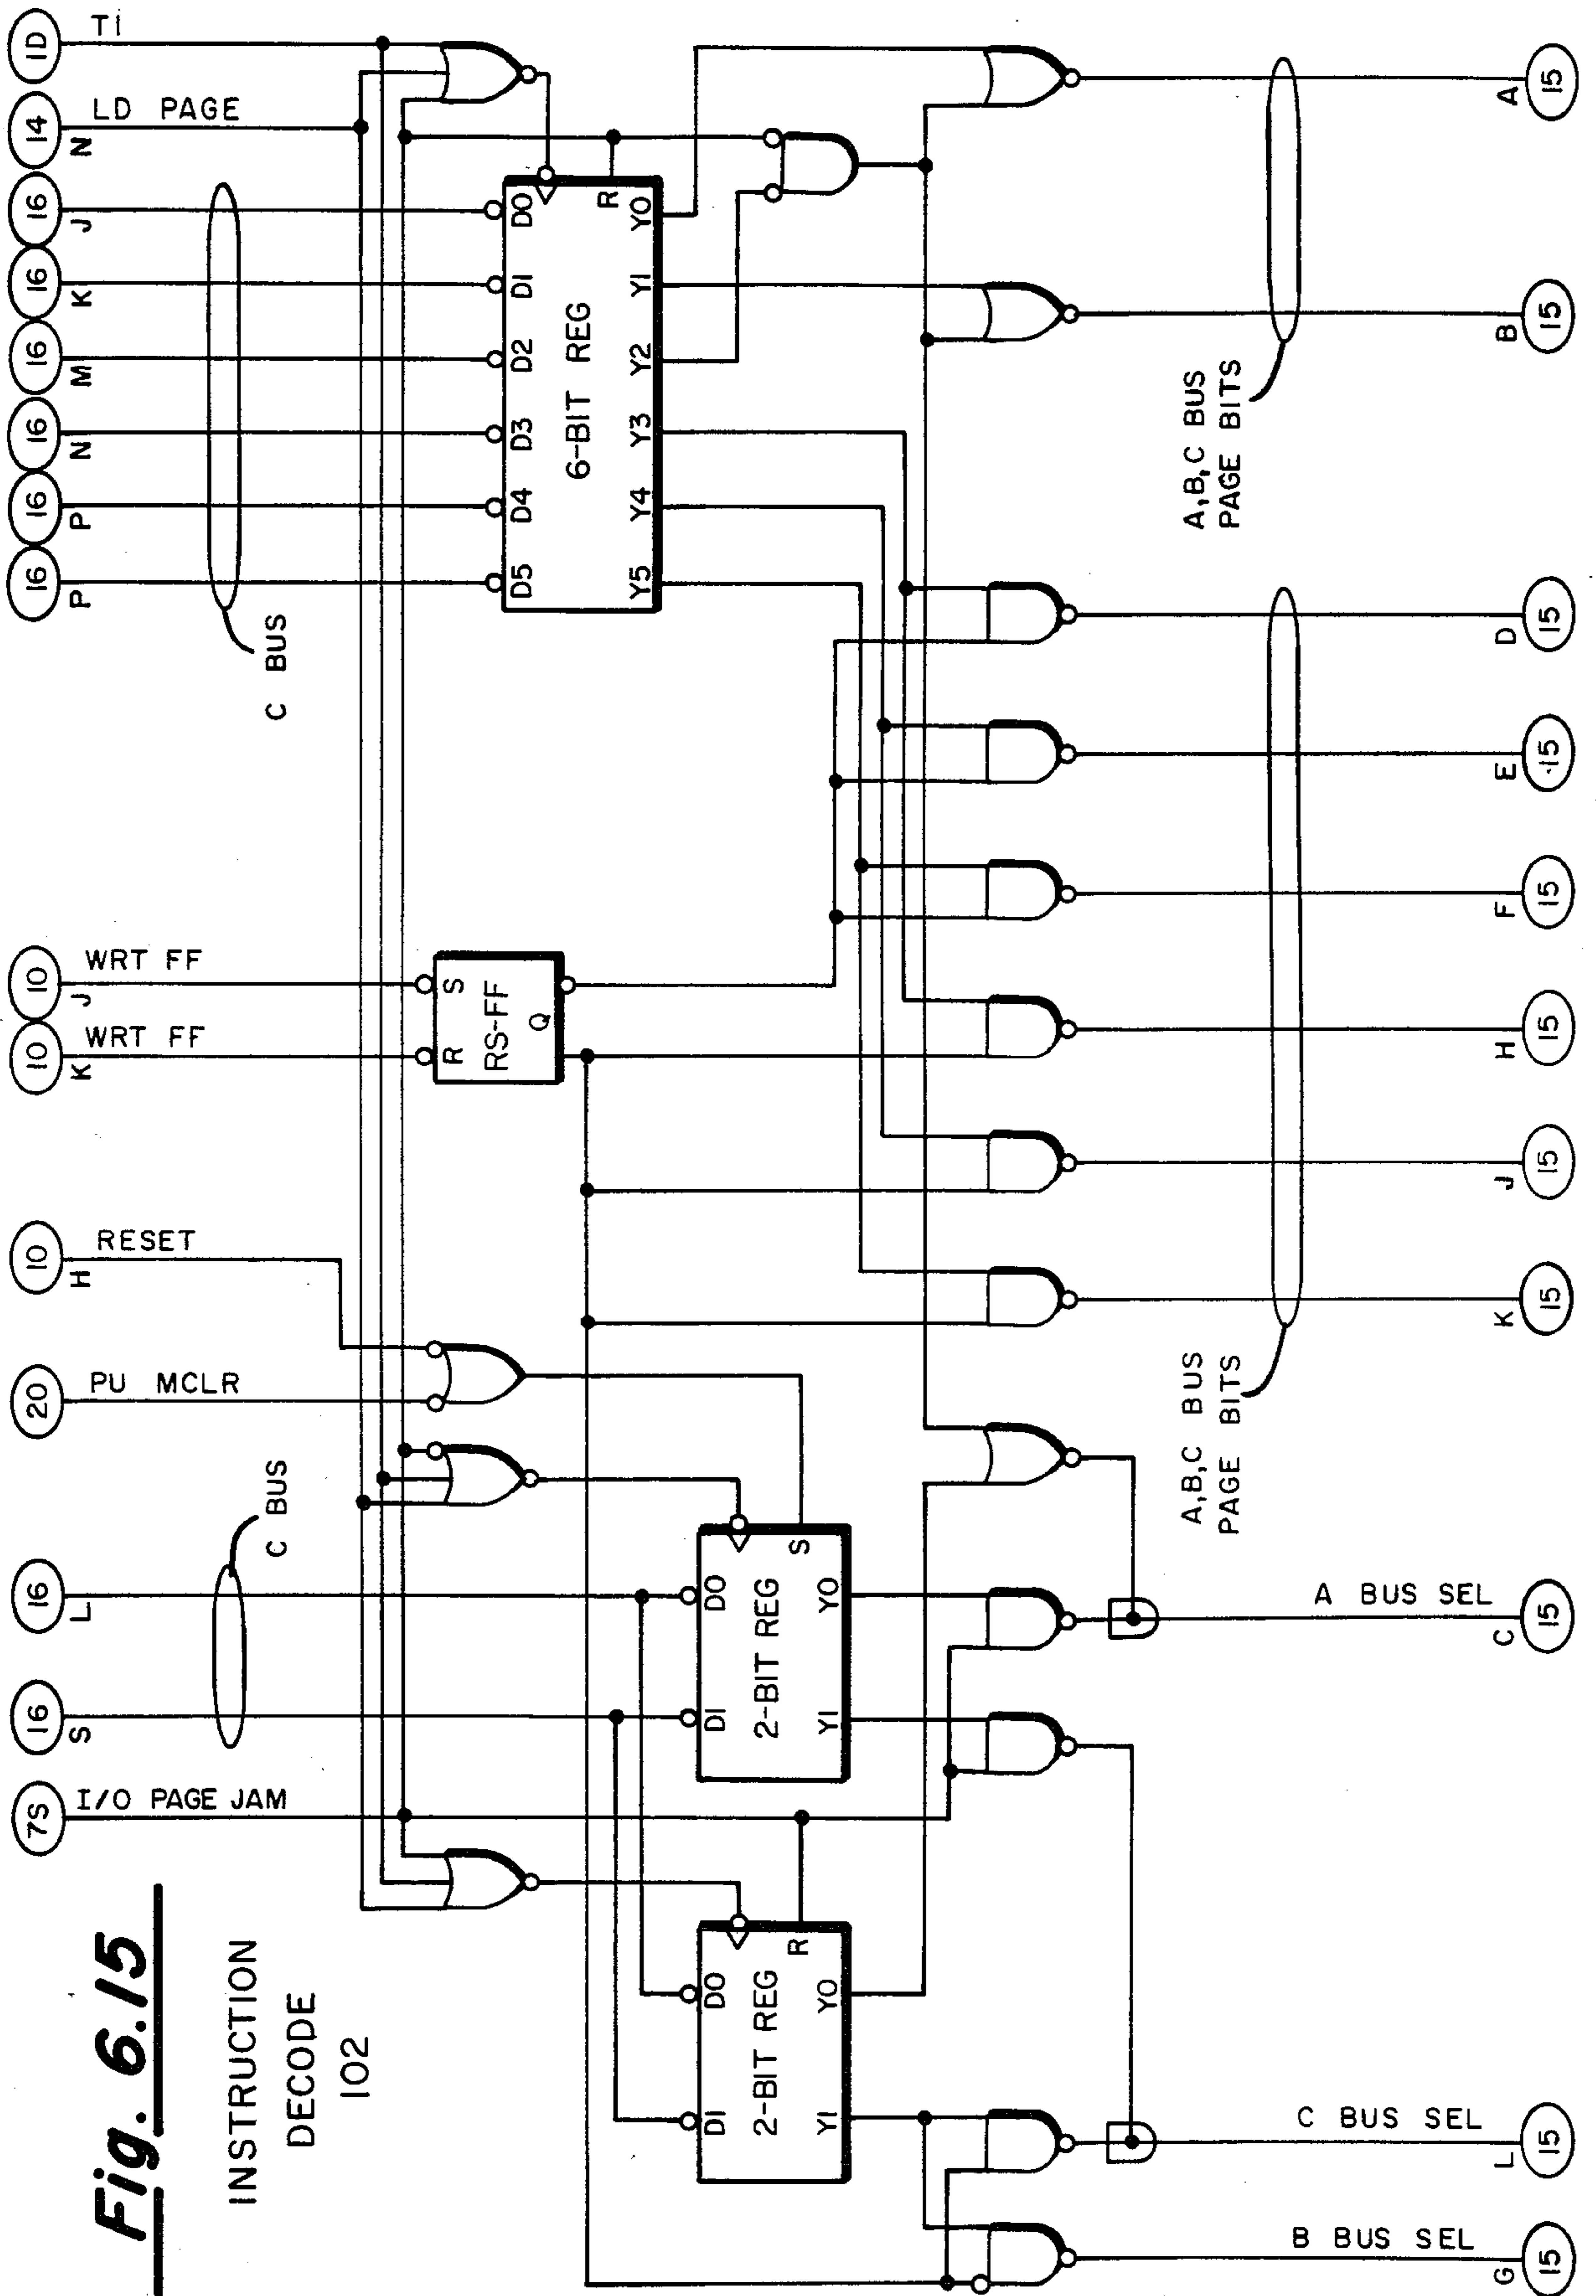 Fig. 6.15
INSTRUCTION
DECODE
102
7S
I/O PAGE JAM
16
S
16
L
C BUS
20
PU MCLR
10
H
RESET
10
K
WRT FF
10
J
WRT FF
16
P
16
P
16
N
16
M
16
K
16
J
C BUS
14
N
LD PAGE
1D
T1
R
S
RS-FF
Q
D5
D4
D3
D2
D1
D0
R
6-BIT REG
Y5
Y4
Y3
Y2
Y1
Y0
D1
D0
R
2-BIT REG
Y1
Y0
D1
D0
S
2-BIT REG
Y1
Y0
A,B,C BUS
PAGE BITS
A,B,C BUS
PAGE BITS
B BUS SEL
G
15
C BUS SEL
L
15
A BUS SEL
C
15
K
15
J
15
H
15
F
15
E
15
D
15
B
15
A
15